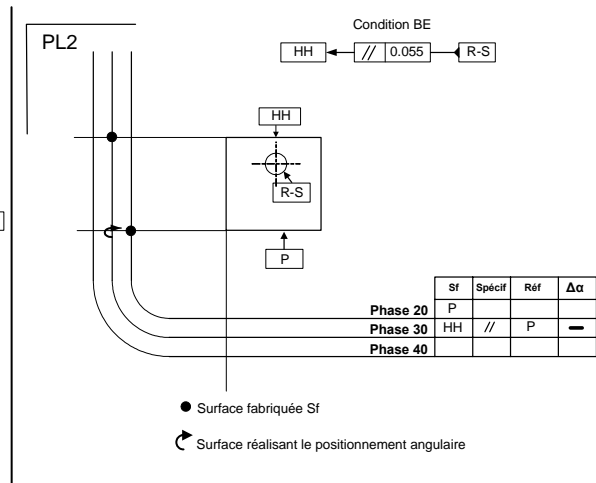 PL2
Condition BE
HH // 0.055 R-S
HH
R-S
P
Sf Spécif Réf Δα
Phase 20 P
Phase 30 HH // P –
Phase 40
Surface fabriquée Sf
Surface réalisant le positionnement angulaire